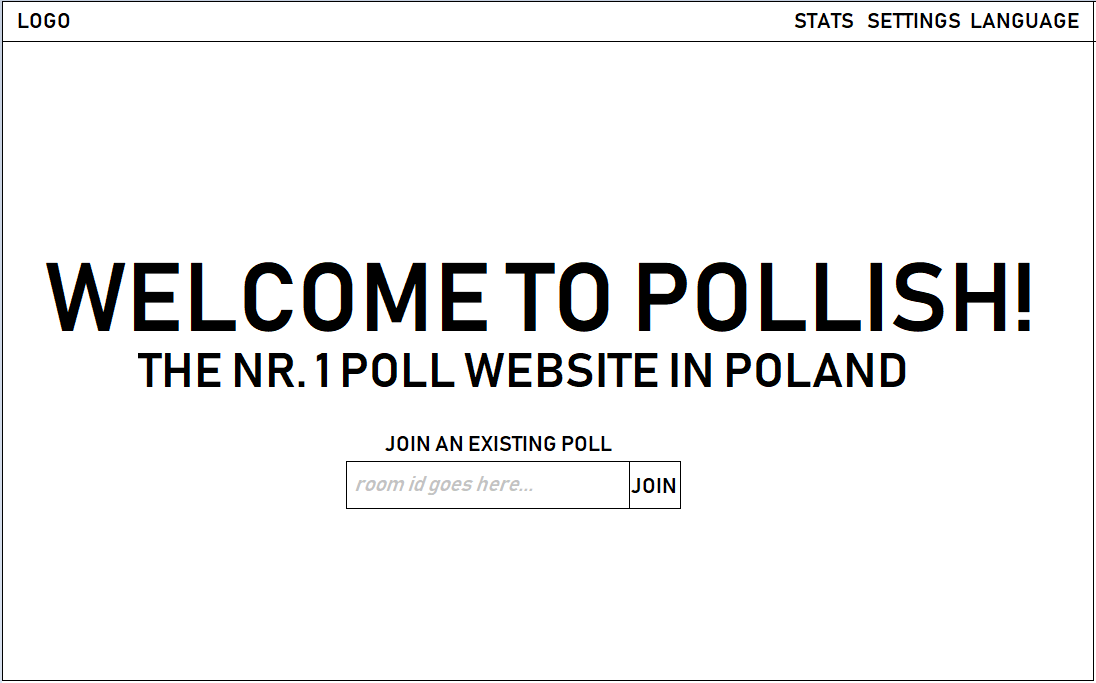 LOGO STATS SETTINGS LANGUAGE
WELCOME TO POLLISH!
THE NR. 1 POLL WEBSITE IN POLAND
JOIN AN EXISTING POLL
room id goes here... JOIN